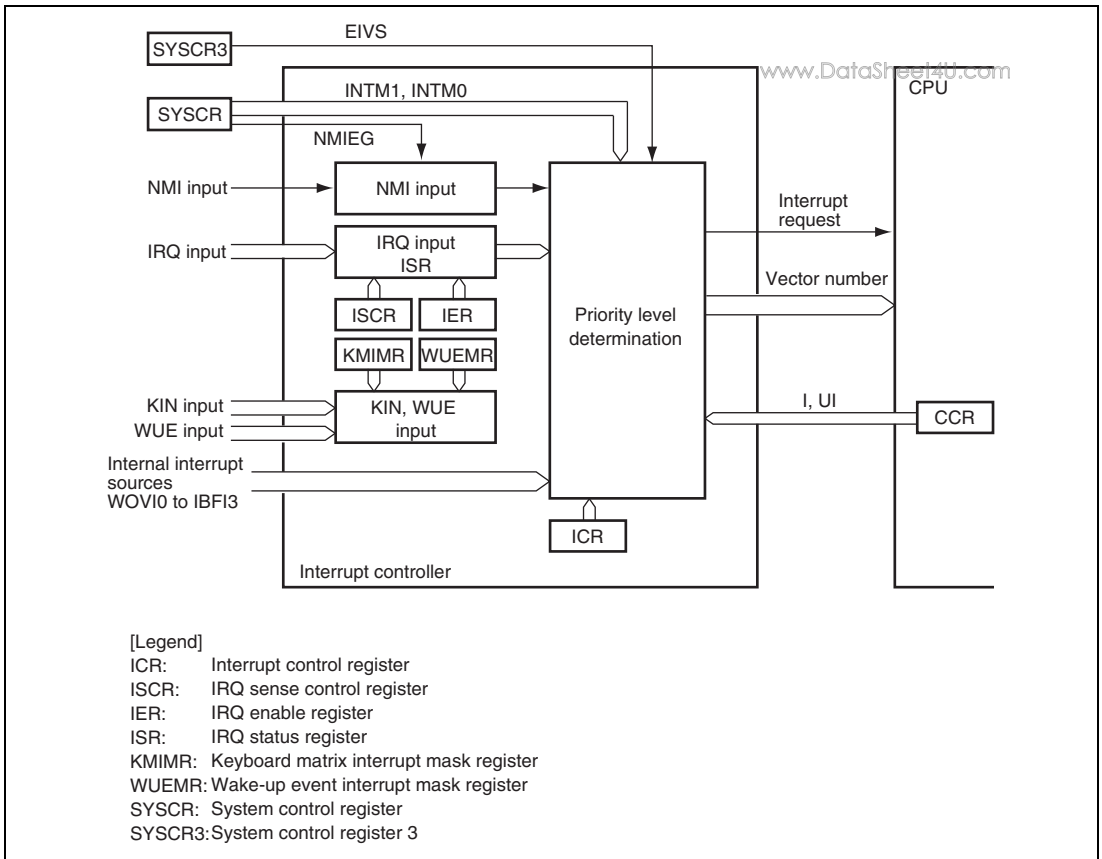 EIVS
SYSCR3
www.DataSheet4U.com
CPU
INTM1, INTM0
SYSCR
NMIEG
NMI input
NMI input
Interrupt
request
IRQ input
IRQ input
ISR
Vector number
ISCR
IER
Priority level
determination
KMIMR
WUEMR
KIN input
WUE input
KIN, WUE
input
I, UI
CCR
Internal interrupt
sources
WOVI0 to IBFI3
ICR
Interrupt controller
[Legend]
ICR: Interrupt control register
ISCR: IRQ sense control register
IER: IRQ enable register
ISR: IRQ status register
KMIMR: Keyboard matrix interrupt mask register
WUEMR: Wake-up event interrupt mask register
SYSCR: System control register
SYSCR3: System control register 3